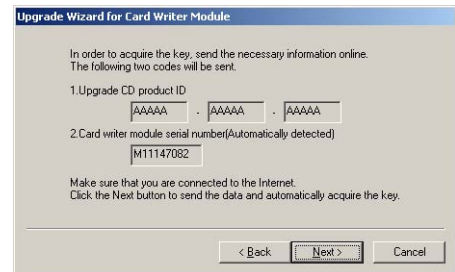 Upgrade Wizard for Card Writer Module
In order to acquire the key, send the necessary information online.
The following two codes will be sent.
1.Upgrade CD product ID
AAAAA . AAAAA . AAAAA
2.Card writer module serial number(Automatically detected)
M11147082
Make sure that you are connected to the Internet.
Click the Next button to send the data and automatically acquire the key.
< Back Next > Cancel